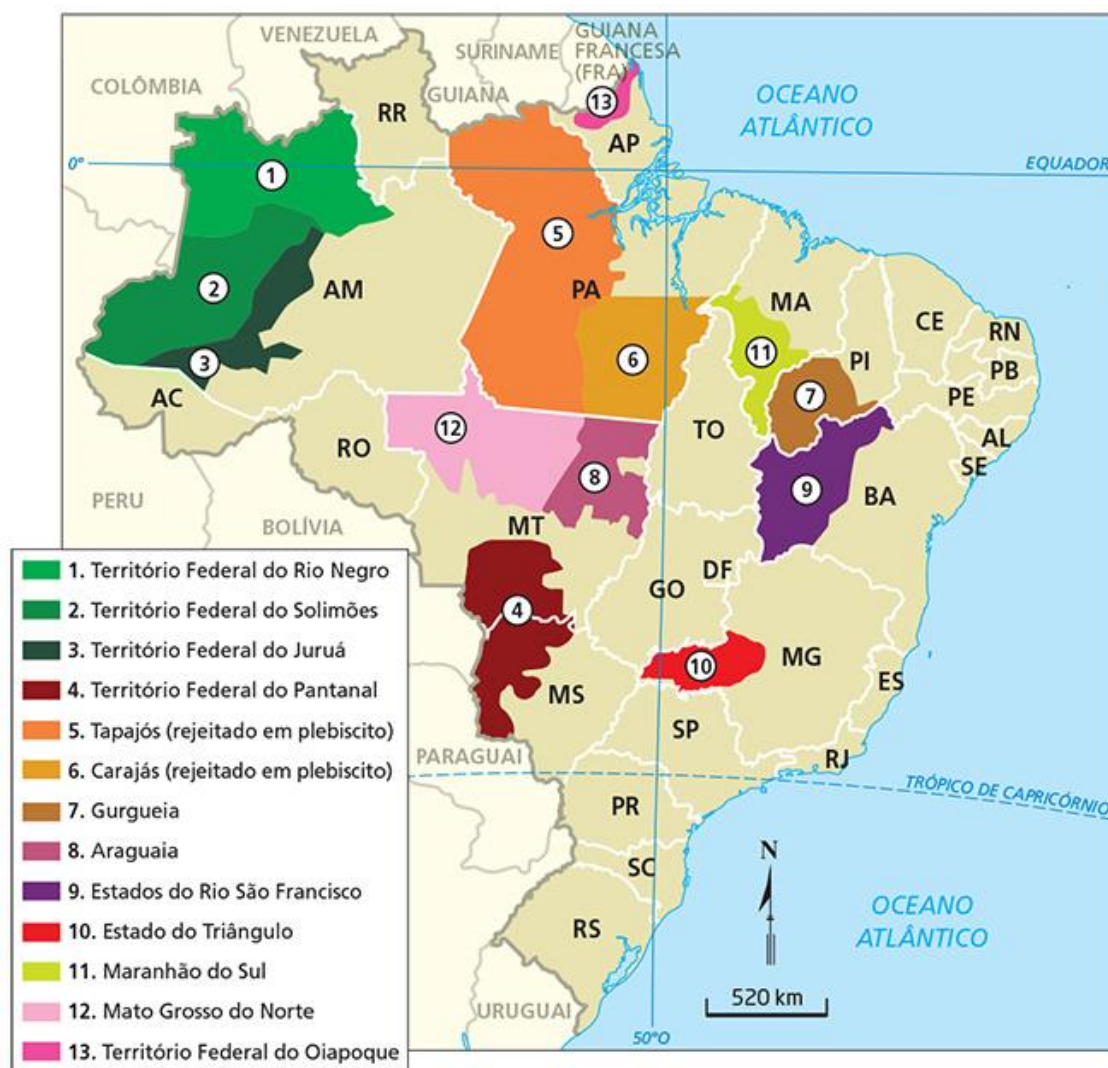 VENEZUELA
SURINAME
GUIANA
FRANCESA
(FRA)
COLÔMBIA
GUIANA
RR
13
AP
OCEANO
ATLÂNTICO
0°
EQUADOR
1
5
2
AM
PA
MA
CE
RN
PB
PE
AL
SE
PI
11
6
3
7
AC
12
TO
RO
8
9
BA
PERU
MT
BOLÍVIA
DF
GO
4
10
MG
MS
ES
SP
PARAGUAI
RJ
TRÓPICO DE CAPRICÓRNIO
PR
SC
N
RS
OCEANO
ATLÂNTICO
520 km
URUGUAI
50°O
1. Território Federal do Rio Negro
2. Território Federal do Solimões
3. Território Federal do Juruá
4. Território Federal do Pantanal
5. Tapajós (rejeitado em plebiscito)
6. Carajás (rejeitado em plebiscito)
7. Gurgueia
8. Araguaia
9. Estados do Rio São Francisco
10. Estado do Triângulo
11. Maranhão do Sul
12. Mato Grosso do Norte
13. Território Federal do Oiapoque